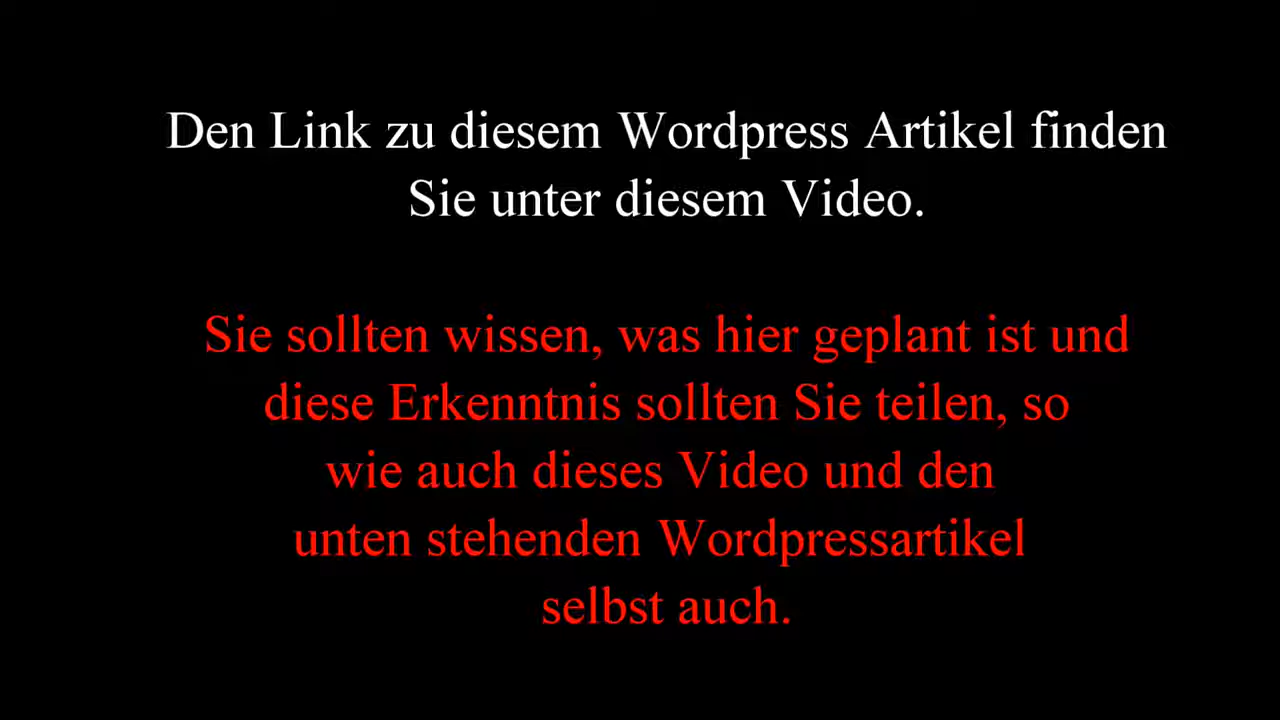 Den Link zu diesem Wordpress Artikel finden
Sie unter diesem Video.
Sie sollten wissen, was hier geplant ist und
diese Erkenntnis sollten Sie teilen, so
wie auch dieses Video und den
unten stehenden Wordpressartikel
selbst auch.